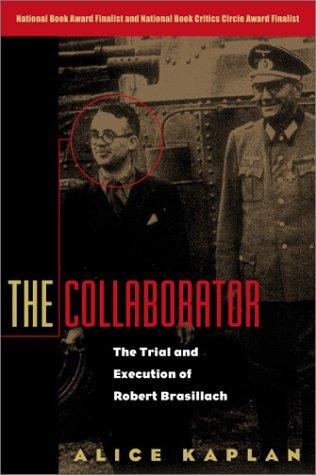 National Book Award Finalist and National Book Critics Circle Award Finalist
THE COLLABORATOR
The Trial and
Execution of
Robert Brasillach
ALICE KAPLAN